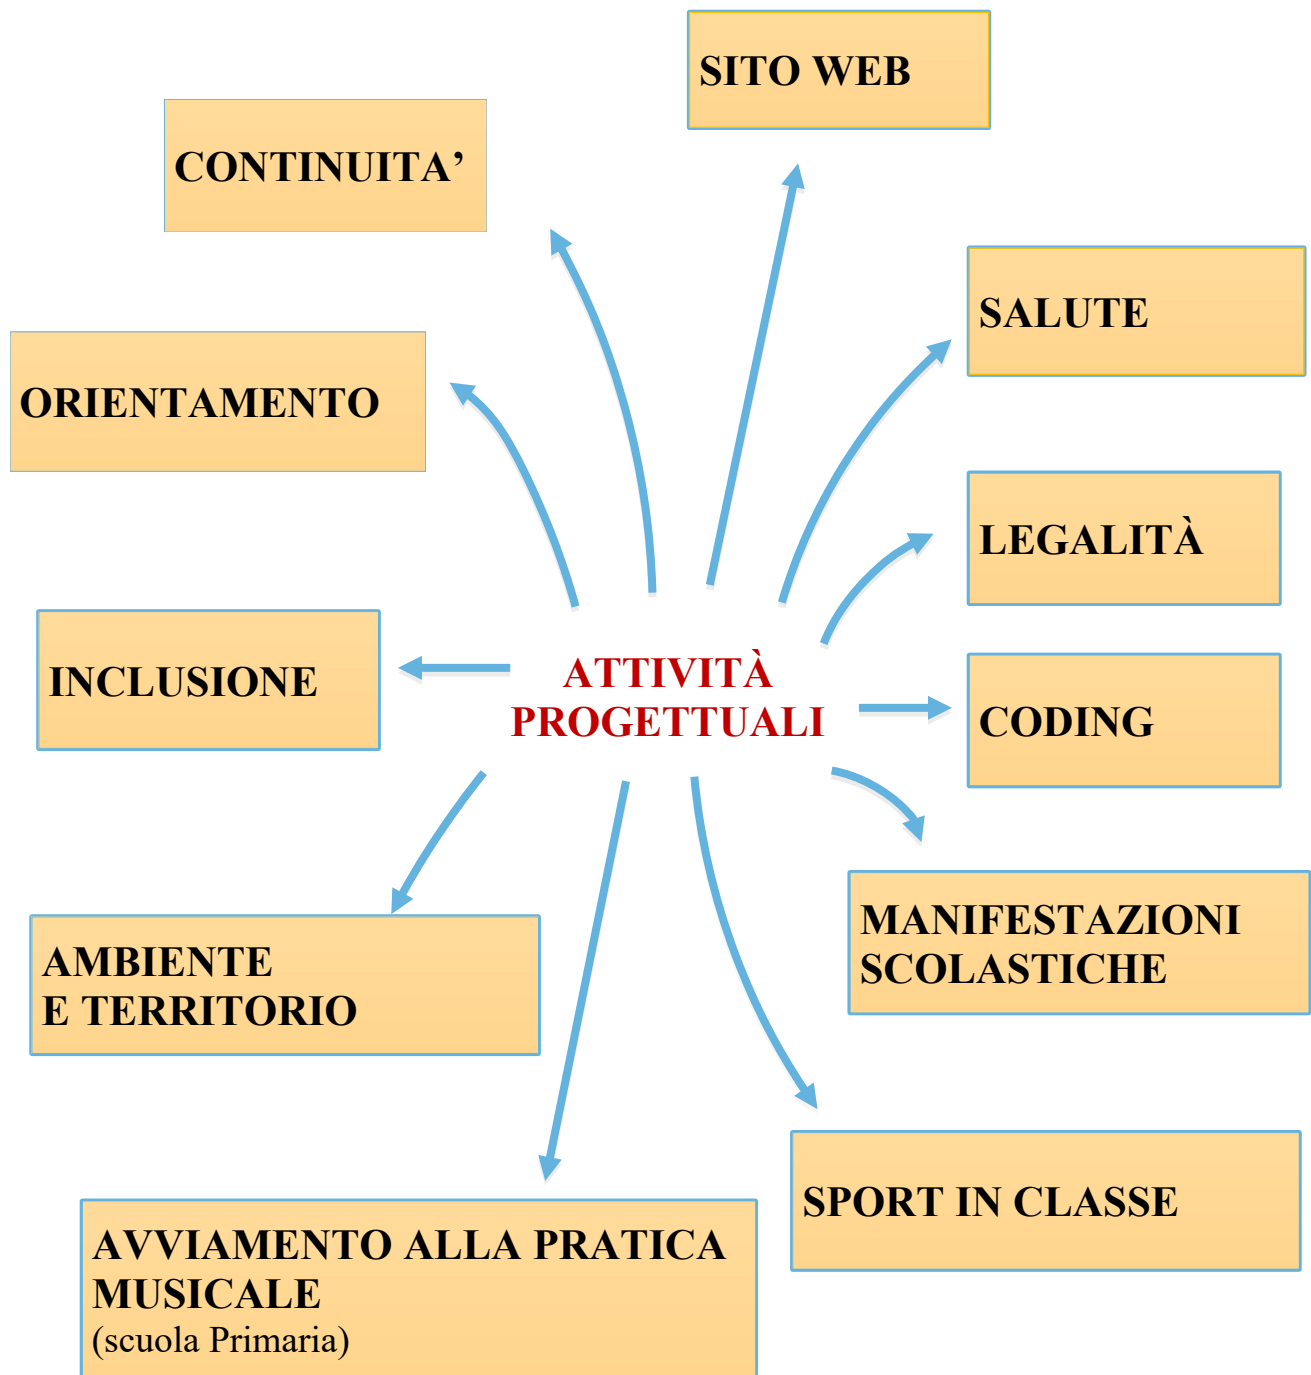 SITO WEB
CONTINUITA’
SALUTE
ORIENTAMENTO
LEGALITÀ
INCLUSIONE
ATTIVITÀ
PROGETTUALI
CODING
MANIFESTAZIONI
SCOLASTICHE
AMBIENTE
E TERRITORIO
SPORT IN CLASSE
AVVIAMENTO ALLA PRATICA
MUSICALE
(scuola Primaria)